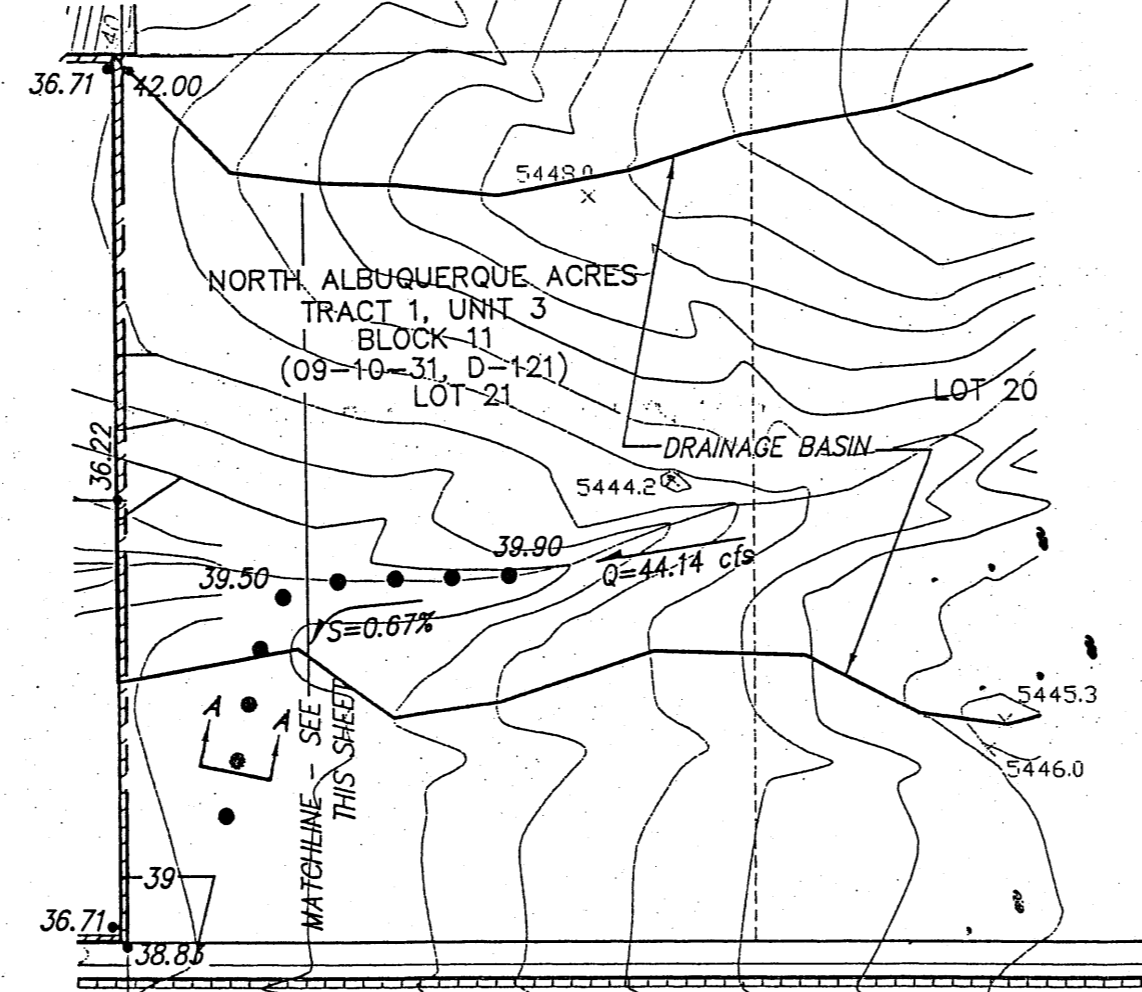 40
36.71
42.00
5448.0
NORTH ALBUQUERQUE ACRES
TRACT 1, UNIT 3
BLOCK 11
(09-10-31, D-121)
LOT 21
LOT 20
DRAINAGE BASIN
36.22
5444.2
39.90
39.50
Q=44.14 cfs
S=0.67%
A A
MATCHLINE - SEE
THIS SHEET
5445.3
5446.0
39
36.71
38.83